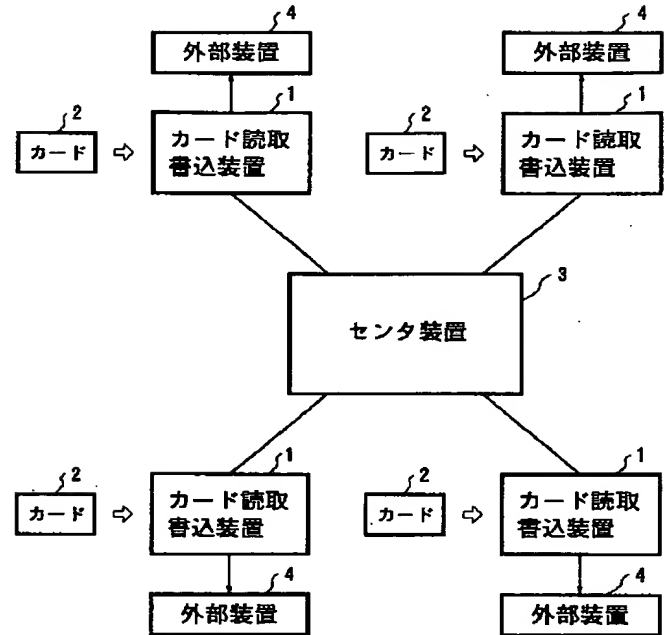 4
4
外部装置
外部装置
2
1
2
1
カード
カード読取
書込装置
カード
カード読取
書込装置
3
センタ装置
2
1
2
1
カード
カード読取
書込装置
カード
カード読取
書込装置
4
4
外部装置
外部装置